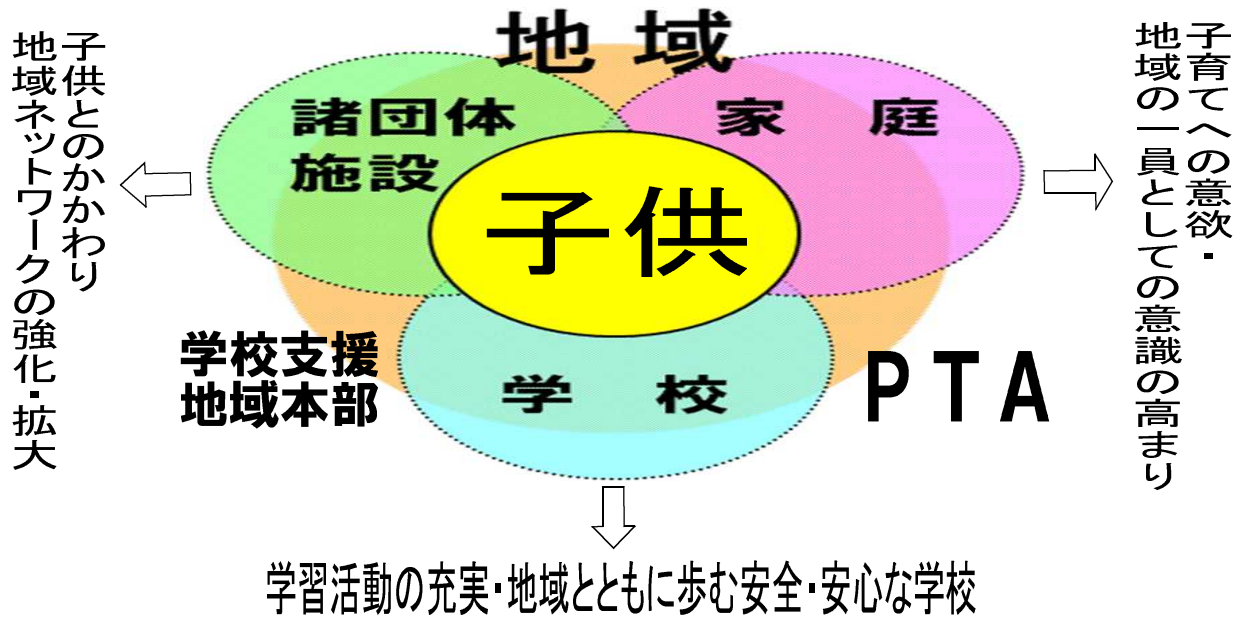 地域
諸団体
施設
家庭
子供
学校
学校支援
地域本部
PTA
子供とのかかわり
地域ネットワークの強化・拡大
子育てへの意欲・
地域の一員としての意識の高まり
学習活動の充実・地域とともに歩む安全・安心な学校